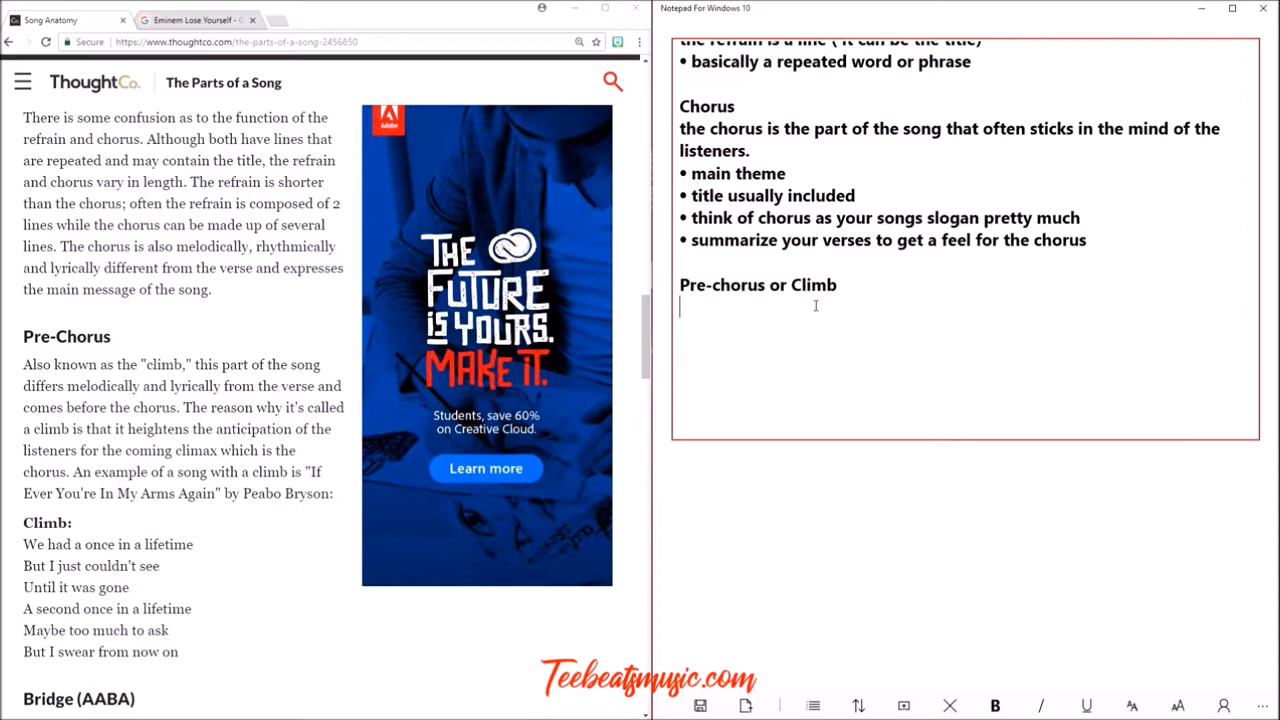 Song Anatomy
Eminem Lose Yourself - G
Secure
https://www.thoughtco.com/the-parts-of-a-song-2456850
ThoughtCo.
The Parts of a Song
There is some confusion as to the function of the
refrain and chorus. Although both have lines that
are repeated and may contain the title, the refrain
and chorus vary in length. The refrain is shorter
than the chorus; often the refrain is composed of 2
lines while the chorus can be made up of several
lines. The chorus is also melodically, rhythmically
and lyrically different from the verse and expresses
the main message of the song.
Pre-Chorus
Also known as the "climb," this part of the song
differs melodically and lyrically from the verse and
comes before the chorus. The reason why it's called
a climb is that it heightens the anticipation of the
listeners for the coming climax which is the
chorus. An example of a song with a climb is "If
Ever You're In My Arms Again" by Peabo Bryson:
Climb:
We had a once in a lifetime
But I just couldn't see
Until it was gone
A second once in a lifetime
Maybe too much to ask
But I swear from now on
Bridge (AABA)
Adobe
THE
FUTURE
IS YOURS.
MAKE IT.
Students, save 60%
on Creative Cloud.
Learn more
Notepad For Windows 10
the refrain is a line ( it can be the title)
• basically a repeated word or phrase
Chorus
the chorus is the part of the song that often sticks in the mind of the
listeners.
• main theme
• title usually included
• think of chorus as your songs slogan pretty much
• summarize your verses to get a feel for the chorus
Pre-chorus or Climb
Teebeatsmusic.com